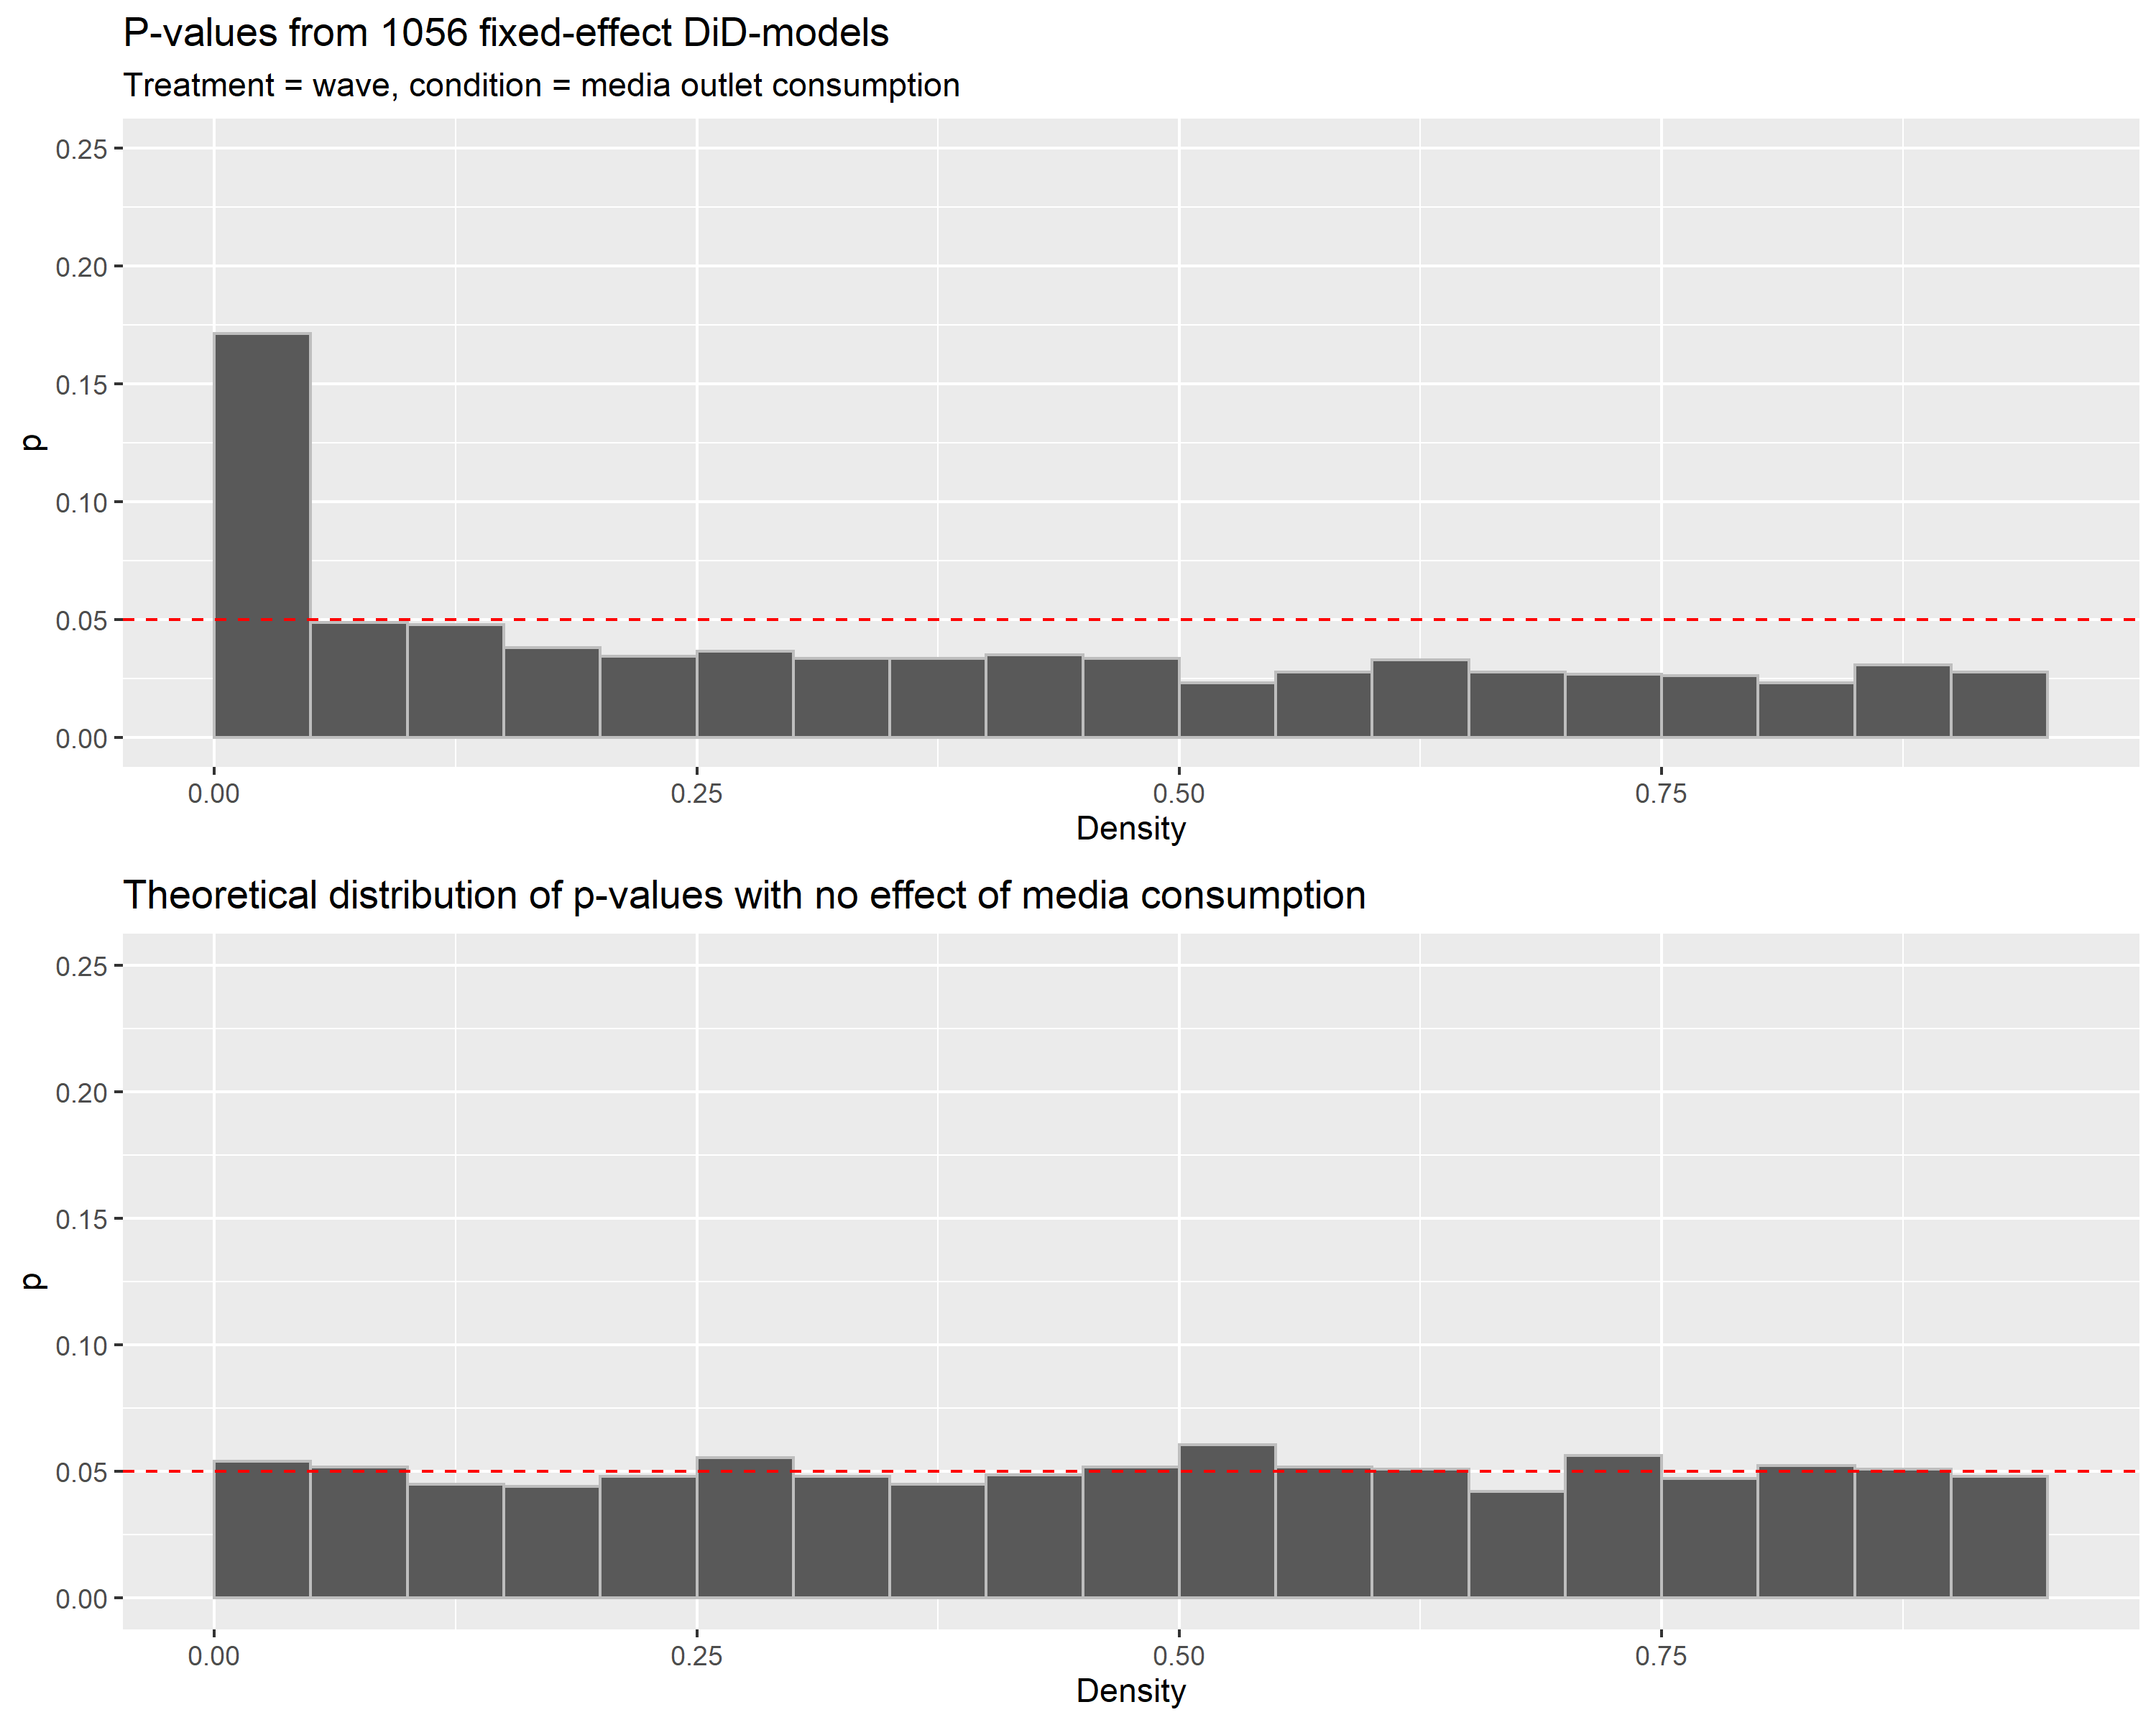 P-values from 1056 fixed-effect DiD-models
Treatment = wave, condition = media outlet consumption
0.25
0.20
0.15
p
0.10
0.05
0.00
0.00 0.25 0.50 0.75
Density
Theoretical distribution of p-values with no effect of media consumption
0.25
0.20
0.15
p
0.10
0.05
0.00
0.00 0.25 0.50 0.75
Density